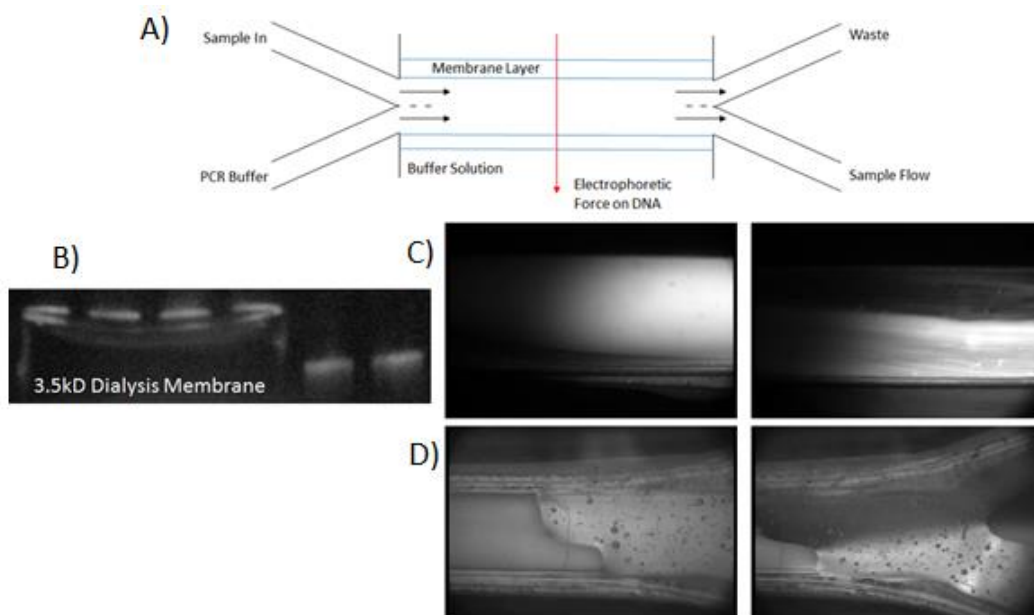 A)
Sample In
Waste
Membrane Layer
PCR Buffer
Buffer Solution
Electrophoretic
Force on DNA
Sample Flow
B)
C)
3.5kD Dialysis Membrane
D)